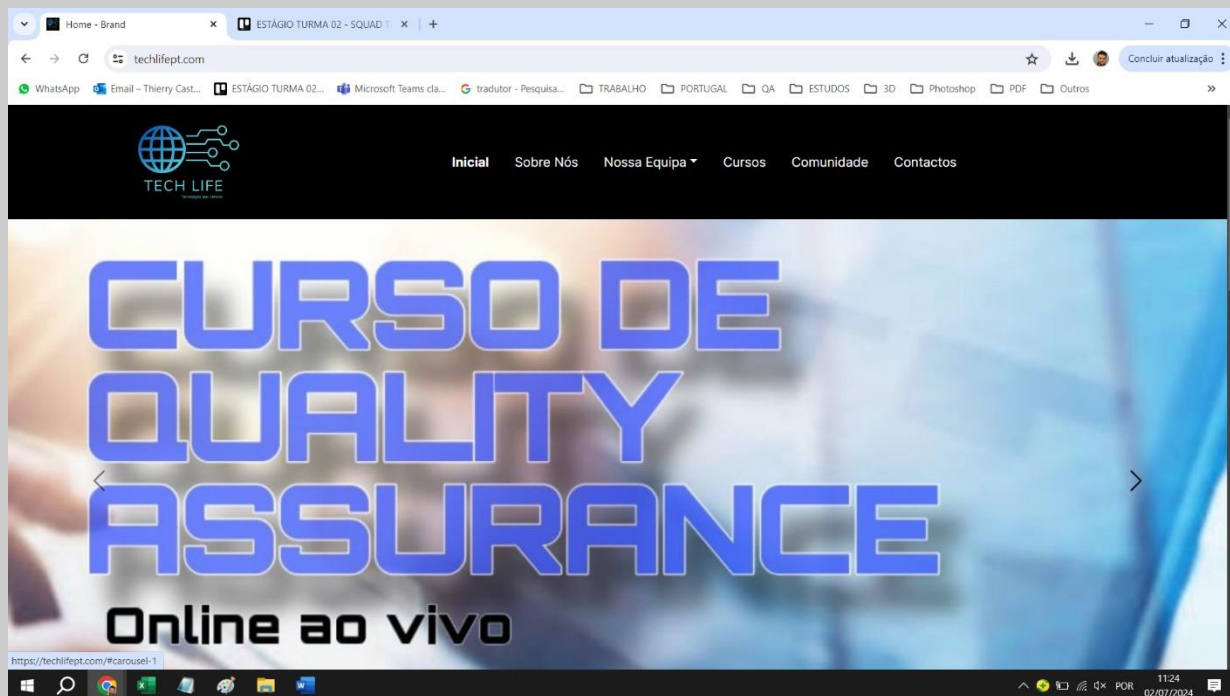 Home - Brand
ESTÁGIO TURMA 02 - SQUAD
techlifept.com
Concluir atualização
WhatsApp Email – Thierry Cast... ESTÁGIO TURMA 02... Microsoft Teams cla... tradutor - Pesquisa... TRABALHO PORTUGAL QA ESTUDOS 3D Photoshop PDF Outros
TECH LIFE
Inicial Sobre Nós Nossa Equipa Cursos Comunidade Contactos
CURSO DE
QUALITY
ASSURANCE
Online ao vivo
https://techlifept.com/#carousel-1
POR
11:24
02/07/2024